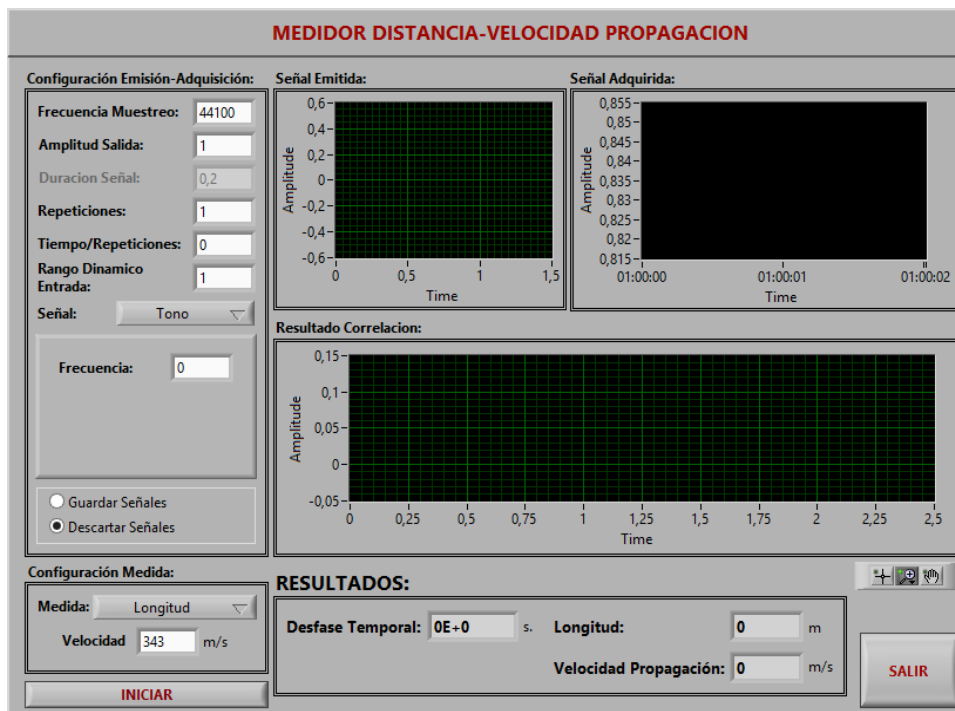 MEDIDOR DISTANCIA-VELOCIDAD PROPAGACION
Configuración Emisión-Adquisición:
Frecuencia Muestreo: 44100
Amplitud Salida: 1
Duracion Señal: 0,2
Repeticiones: 1
Tiempo/Repeticiones: 0
Rango Dinamico
Entrada: 1
Señal: Tono
Frecuencia: 0
Guardar Señales
Descartar Señales
Señal Emitida:
Amplitude
0,6
0,4
0,2
0
-0,2
-0,4
-0,6
0 0,5 1 1,5
Time
Señal Adquirida:
Amplitude
0,855
0,85
0,845
0,84
0,835
0,83
0,825
0,82
0,815
01:00:00 01:00:01 01:00:02
Time
Resultado Correlacion:
Amplitude
0,15
0,1
0,05
0
-0,05
0 0,25 0,5 0,75 1 1,25 1,5 1,75 2 2,25 2,5
Time
Configuración Medida:
Medida: Longitud
Velocidad 343 m/s
INICIAR
RESULTADOS:
Desfase Temporal: 0E+0 s. Longitud: 0 m
Velocidad Propagación: 0 m/s
SALIR